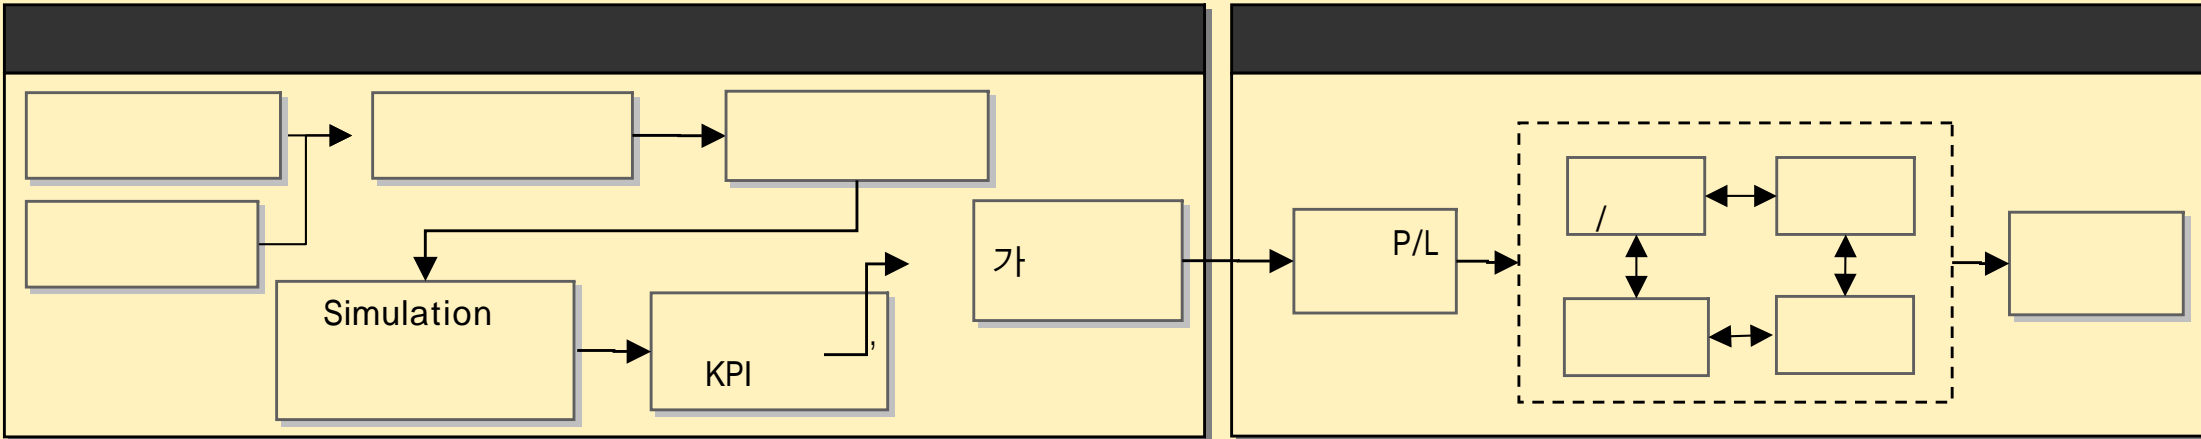 가
Simulation
,
KPI
P/L
/